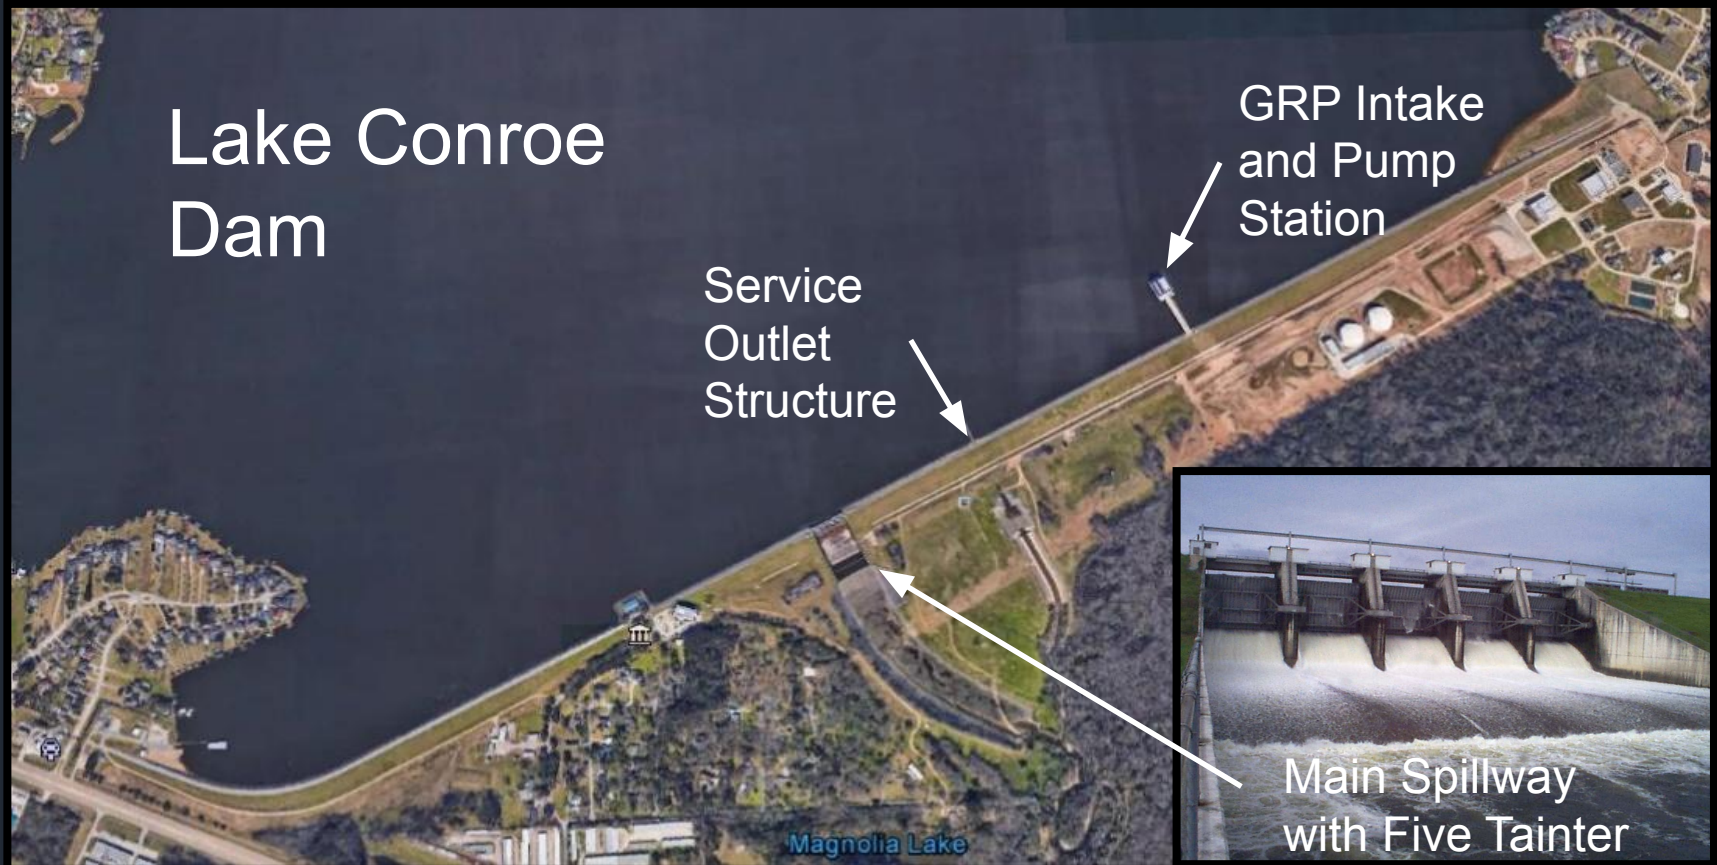 Lake Conroe
Dam
GRP Intake
and Pump
Station
Service
Outlet
Structure
Main Spillway
with Five Tainter
Magnolia Lake